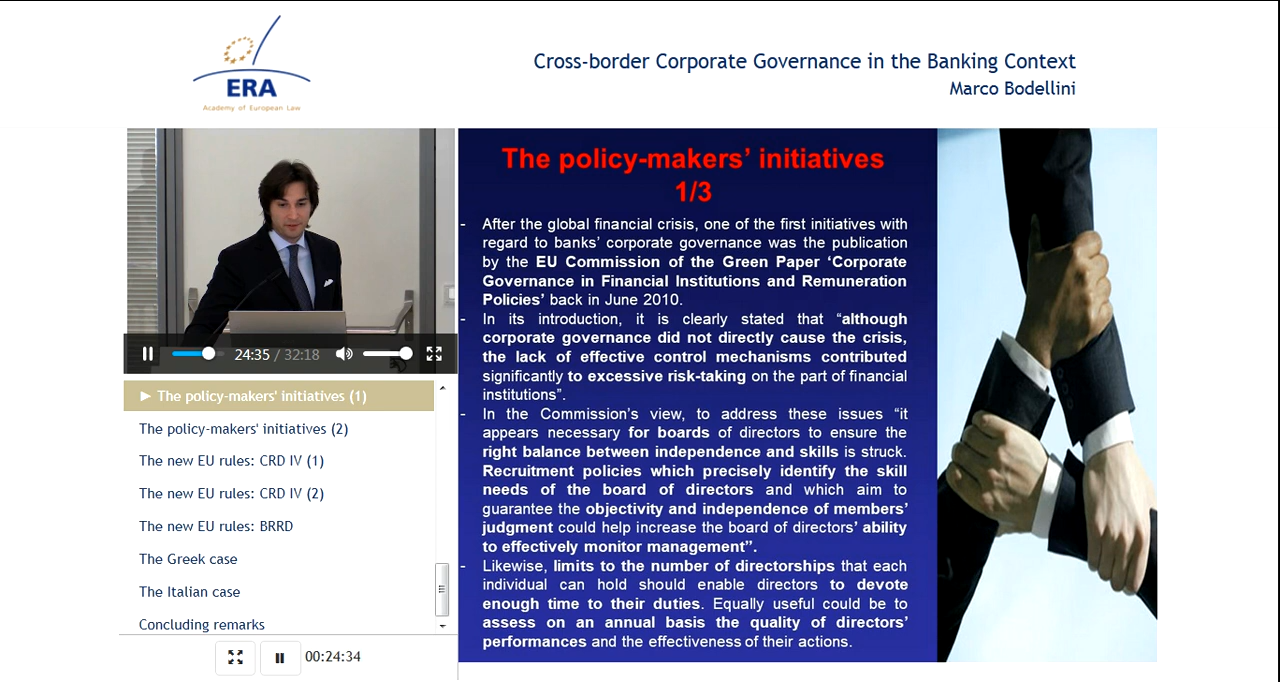 ERA
Academy of European Law
Cross-border Corporate Governance in the Banking Context
Marco Bodellini
24:35 / 32:18
► The policy-makers' initiatives (1)
The policy-makers' initiatives (2)
The new EU rules: CRD IV (1)
The new EU rules: CRD IV (2)
The new EU rules: BRRD
The Greek case
The Italian case
Concluding remarks
00:24:34
The policy-makers’ initiatives
1/3
- After the global financial crisis, one of the first initiatives with
regard to banks’ corporate governance was the publication
by the EU Commission of the Green Paper ‘Corporate
Governance in Financial Institutions and Remuneration
Policies’ back in June 2010.
- In its introduction, it is clearly stated that “although
corporate governance did not directly cause the crisis,
the lack of effective control mechanisms contributed
significantly to excessive risk-taking on the part of financial
institutions”.
- In the Commission’s view, to address these issues “it
appears necessary for boards of directors to ensure the
right balance between independence and skills is struck.
Recruitment policies which precisely identify the skill
needs of the board of directors and which aim to
guarantee the objectivity and independence of members’
judgment could help increase the board of directors’ ability
to effectively monitor management”.
- Likewise, limits to the number of directorships that each
individual can hold should enable directors to devote
enough time to their duties. Equally useful could be to
assess on an annual basis the quality of directors’
performances and the effectiveness of their actions.